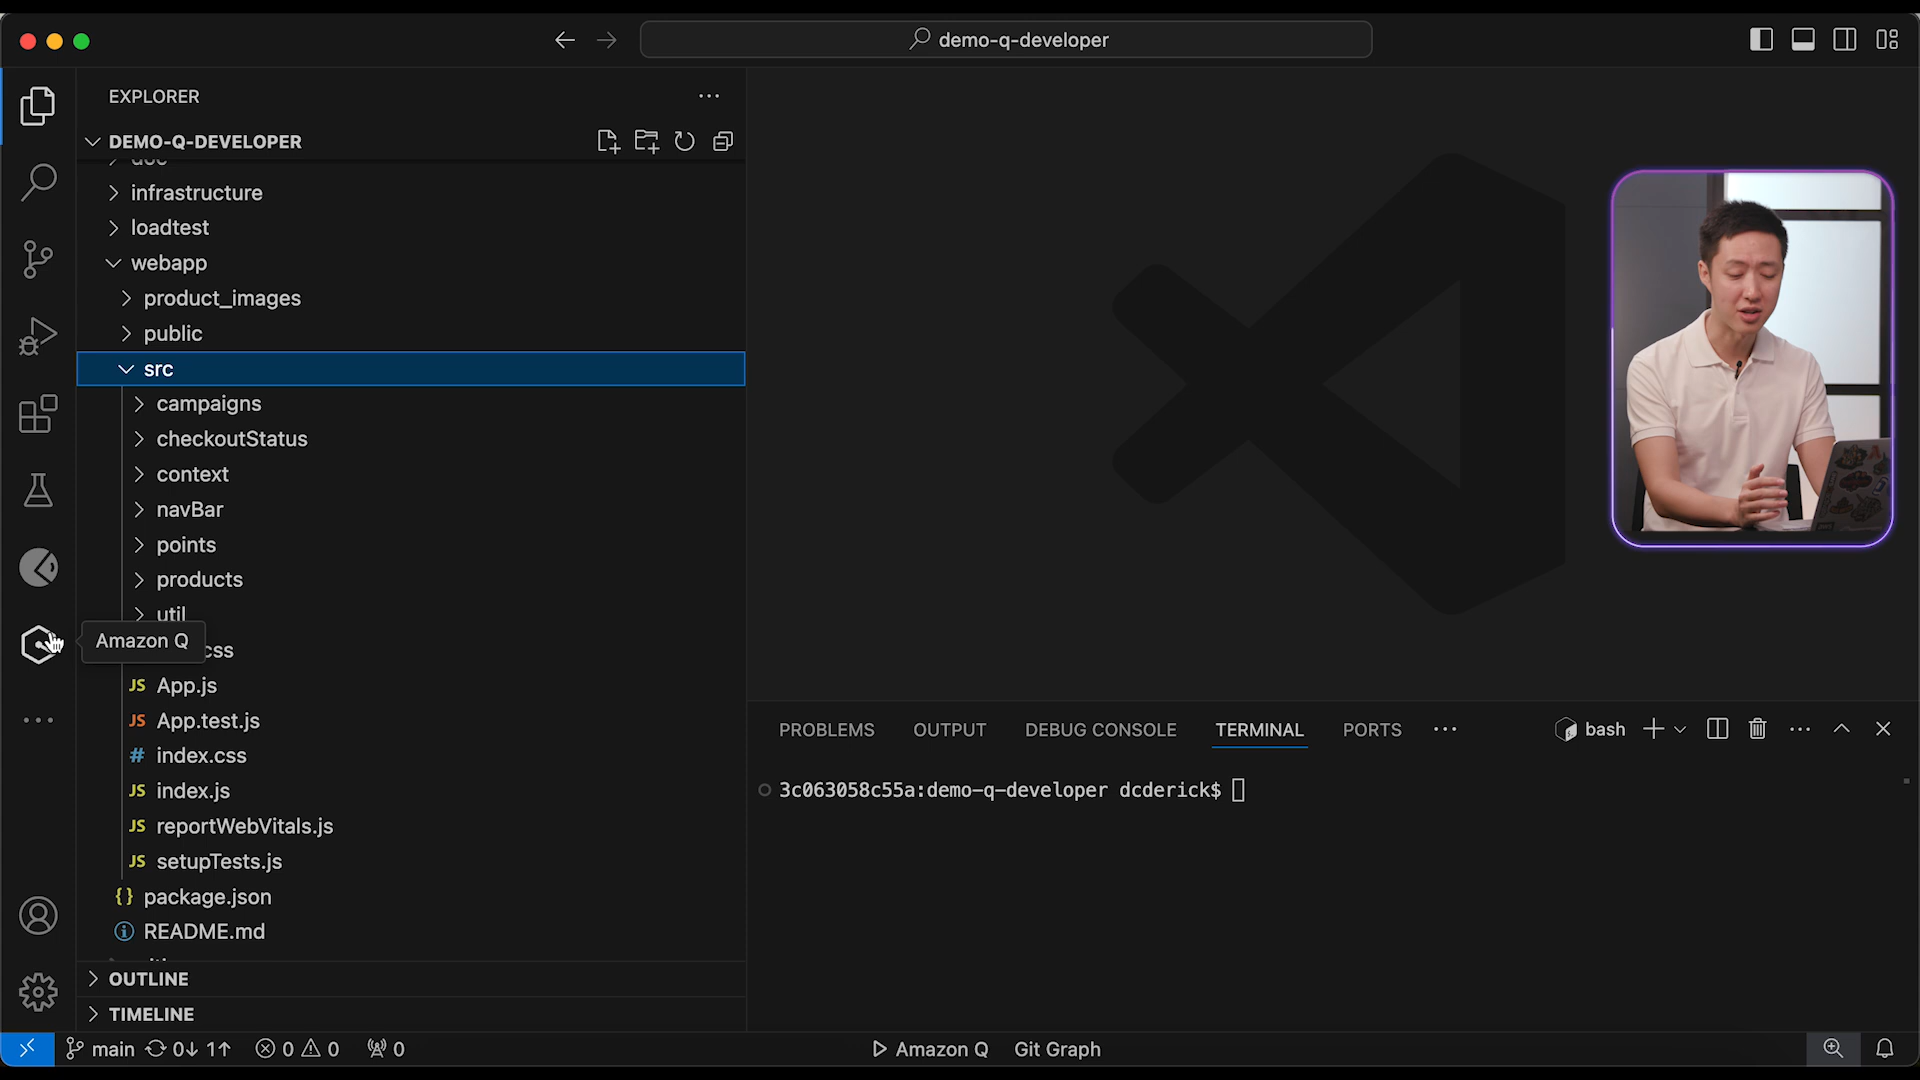 demo-q-developer
EXPLORER
DEMO-Q-DEVELOPER
doc
infrastructure
loadtest
webapp
product_images
public
src
campaigns
checkoutStatus
context
navBar
points
products
util
Amazon Q
css
JS App.js
JS App.test.js
# index.css
JS index.js
JS reportWebVitals.js
JS setupTests.js
{} package.json
README.md
OUTLINE
TIMELINE
PROBLEMS OUTPUT DEBUG CONSOLE TERMINAL PORTS
bash
3c063058c55a:demo-q-developer dcderick$
main 0↓ 1↑ 0 0 0
Amazon Q Git Graph